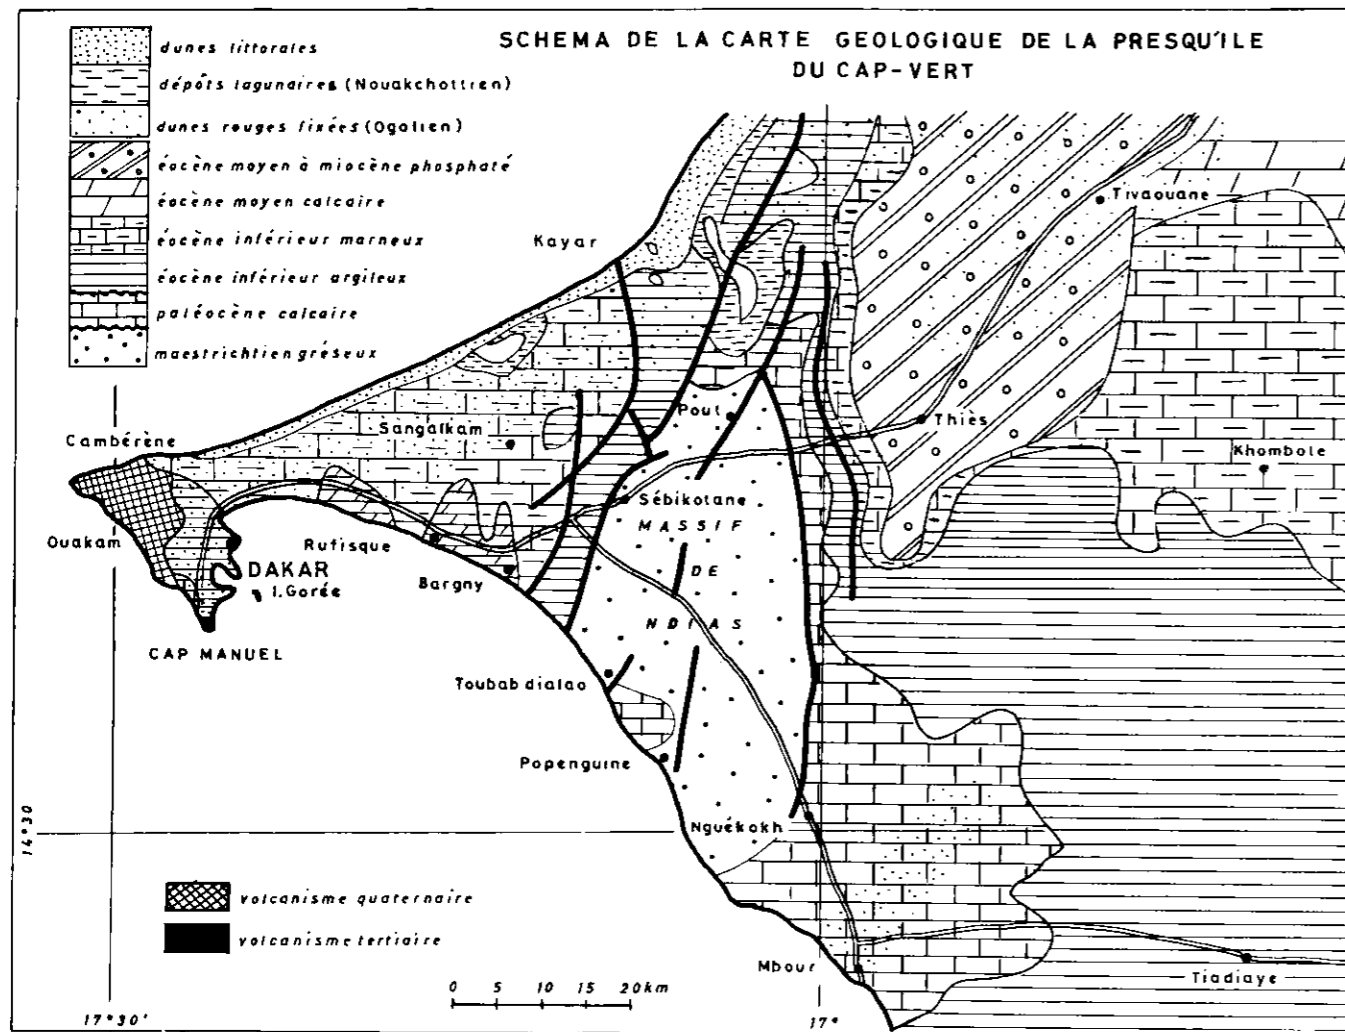 SCHEMA DE LA CARTE GEOLOGIQUE DE LA PRESQU'ILE
DU CAP-VERT
dunes littorales
dépôts lagunaires (Nouakchottien)
dunes rouges fixées (Ogolien)
éocène moyen à miocène phosphaté
éocène moyen calcaire
éocène inférieur marneux
éocène inférieur argileux
paléocène calcaire
maestrichtien gréseux
Kayar
Tivaouane
Cambérène
Sangalkam
Pout
Thiès
Khombole
Ouakam
Rufisque
Sébikotane
MASSIF
DE
NDIAS
DAKAR
I. Gorée
Bargny
CAP MANUEL
Toubab dialao
Popenguine
Nguékokh
14°30
volcanisme quaternaire
volcanisme tertiaire
Mbour
Tiadiaye
0 5 10 15 20 km
17°30'
17°